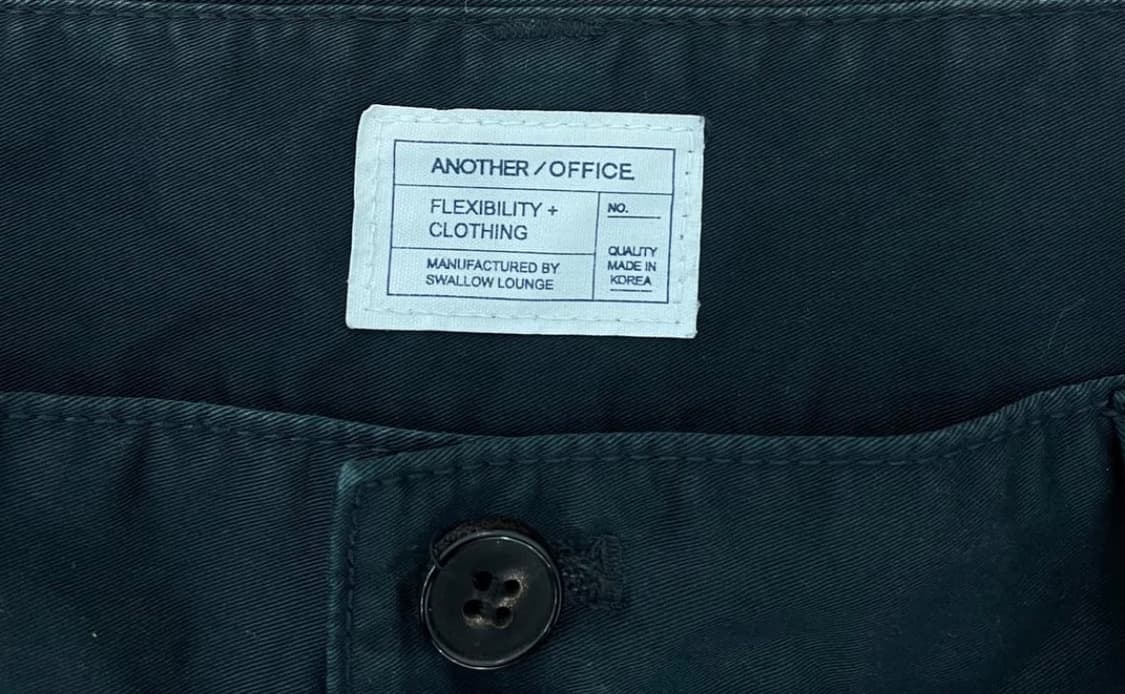 ANOTHER / OFFICE
FLEXIBILITY +
CLOTHING
MANUFACTURED BY
SWALLOW LOUNGE
NO.
QUALITY
MADE IN
KOREA